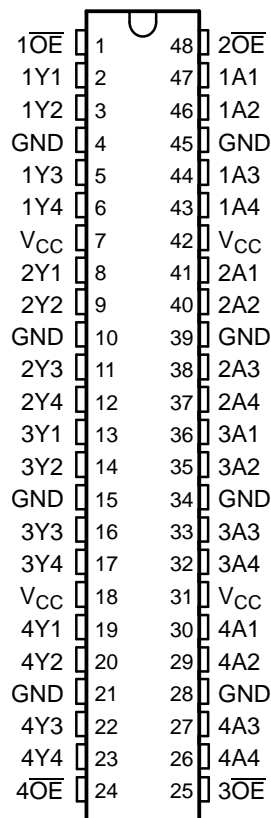 1O̅E̅ 1 48 2O̅E̅
1Y1 2 47 1A1
1Y2 3 46 1A2
GND 4 45 GND
1Y3 5 44 1A3
1Y4 6 43 1A4
VCC 7 42 VCC
2Y1 8 41 2A1
2Y2 9 40 2A2
GND 10 39 GND
2Y3 11 38 2A3
2Y4 12 37 2A4
3Y1 13 36 3A1
3Y2 14 35 3A2
GND 15 34 GND
3Y3 16 33 3A3
3Y4 17 32 3A4
VCC 18 31 VCC
4Y1 19 30 4A1
4Y2 20 29 4A2
GND 21 28 GND
4Y3 22 27 4A3
4Y4 23 26 4A4
4O̅E̅ 24 25 3O̅E̅